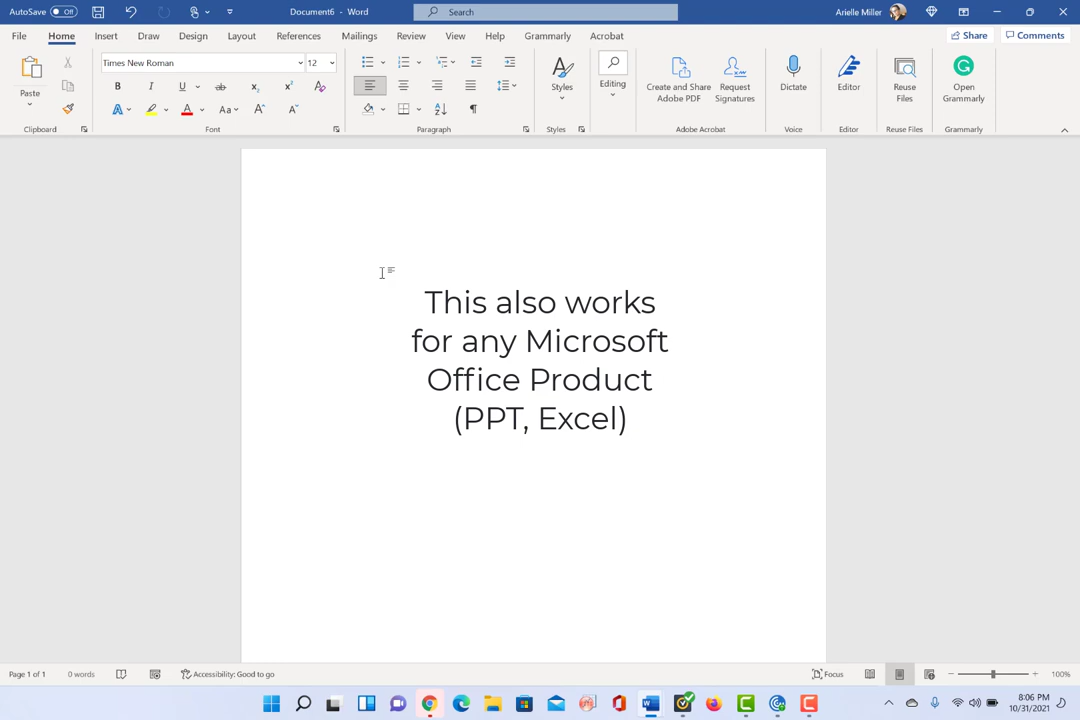 AutoSave Off Document6 - Word Search Arielle Miller
File Home Insert Draw Design Layout References Mailings Review View Help Grammarly Acrobat Share Comments
Times New Roman 12
Paste
B I U ab x₂ x² A
A A Aa A A
Styles
Editing
Create and Share
Adobe PDF
Request
Signatures
Dictate
Editor
Reuse
Files
Open
Grammarly
Clipboard Font Paragraph Styles Adobe Acrobat Voice Editor Reuse Files Grammarly
This also works
for any Microsoft
Office Product
(PPT, Excel)
Page 1 of 1 0 words Accessibility: Good to go Focus 100%
8:06 PM
10/31/2021